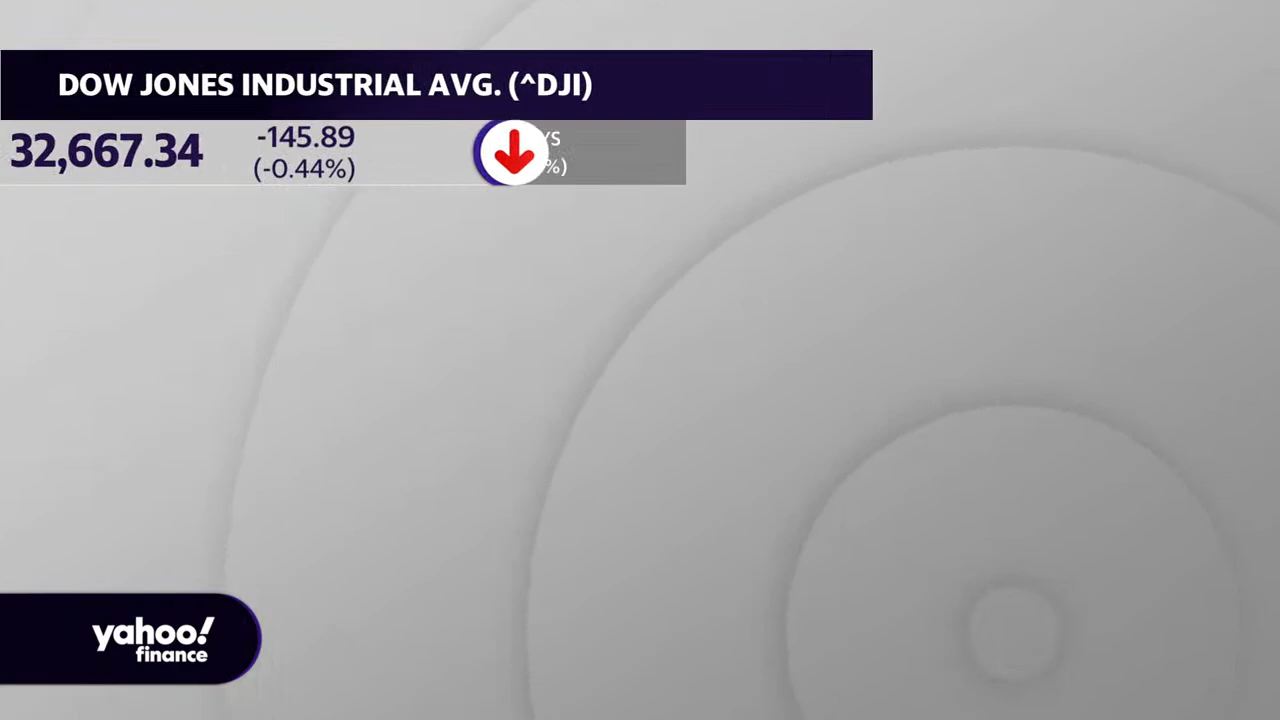 DOW JONES INDUSTRIAL AVG. (^DJI)
32,667.34
-145.89
(-0.44%)
%)
yahoo!
finance